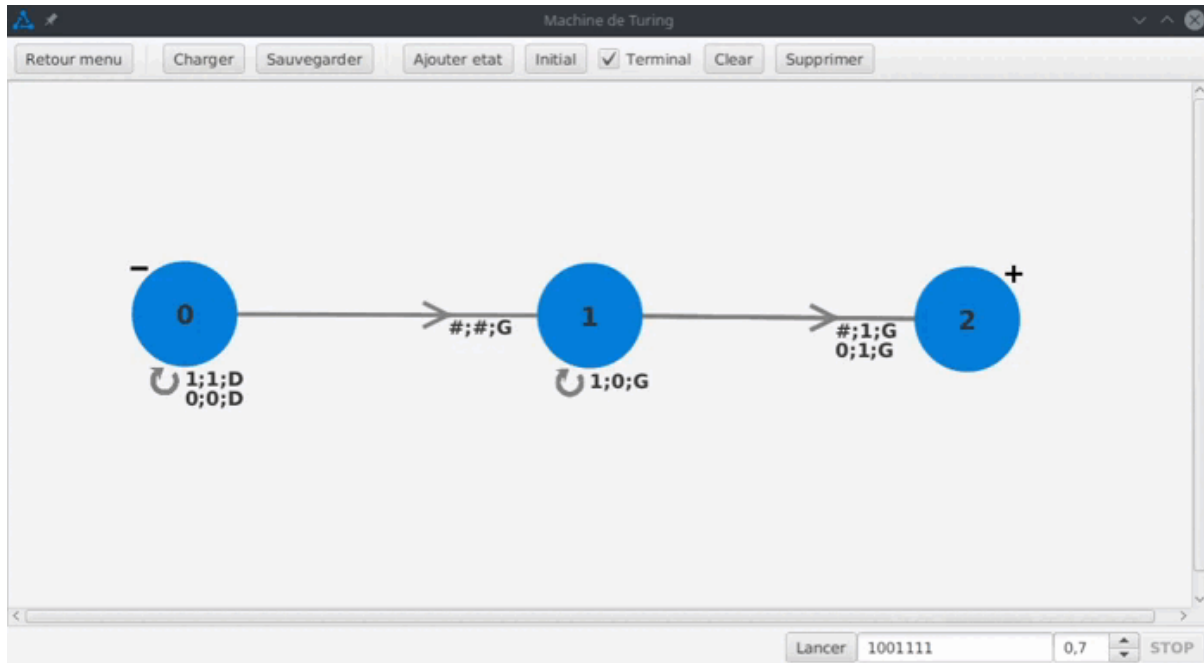 Machine de Turing
Retour menu Charger Sauvegarder Ajouter etat Initial Terminal Clear Supprimer
- +
0 1 2
#;#;G #;1;G
0;1;G
1;1;D 1;0;G
0;0;D
Lancer 1001111 0,7 STOP